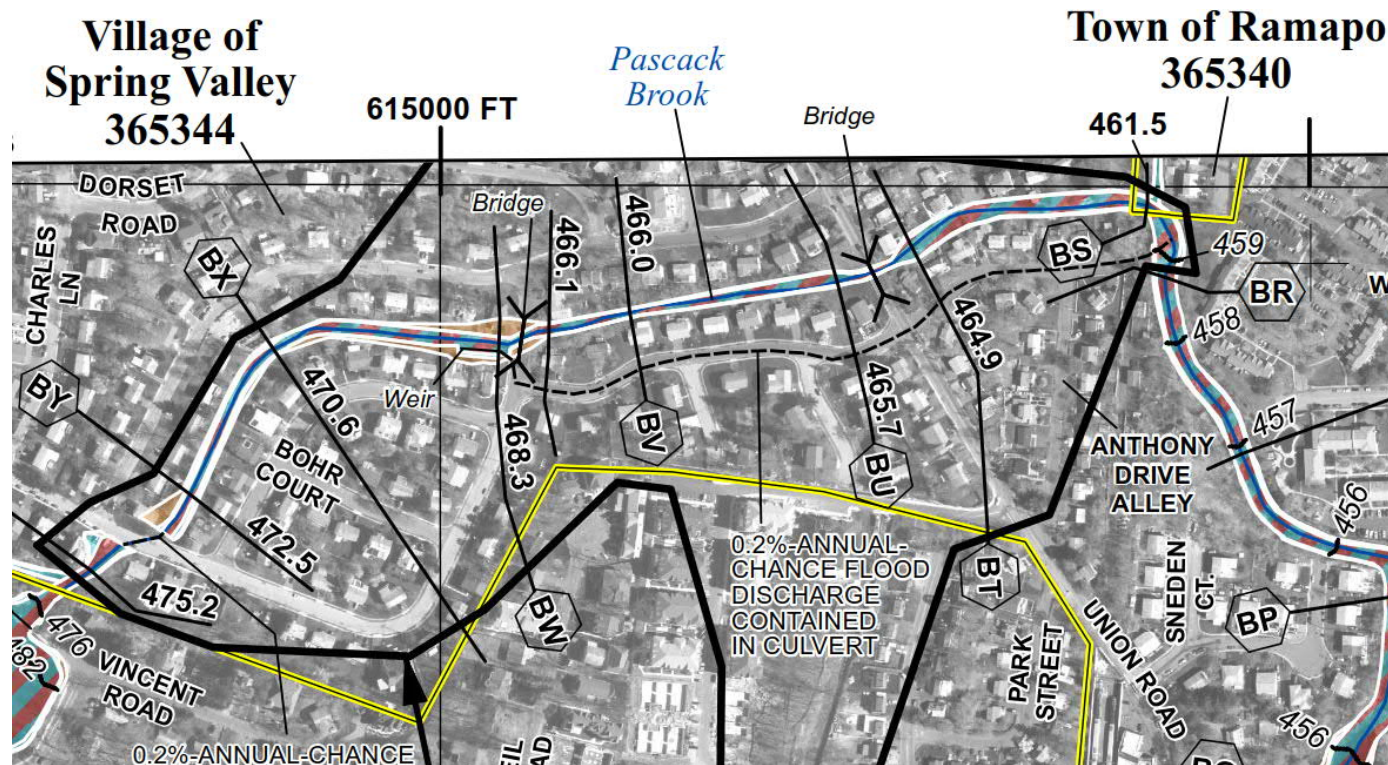 Village of
Spring Valley
365344
615000 FT
Pascack
Brook
Bridge
Town of Ramapo
365340
461.5
DORSET
ROAD
CHARLES
LN
BX
Bridge
466.1
466.0
BS
459
BR
W
458
BY
470.6
Weir
468.3
BV
465.7
BU
464.9
457
ANTHONY
DRIVE
ALLEY
456
BOHR
COURT
472.5
475.2
476
482
VINCENT
ROAD
BW
0.2%-ANNUAL-
CHANCE FLOOD
DISCHARGE
CONTAINED
IN CULVERT
BT
PARK
STREET
UNION ROAD
SNEDEN
CT.
BP
456
0.2%-ANNUAL-CHANCE